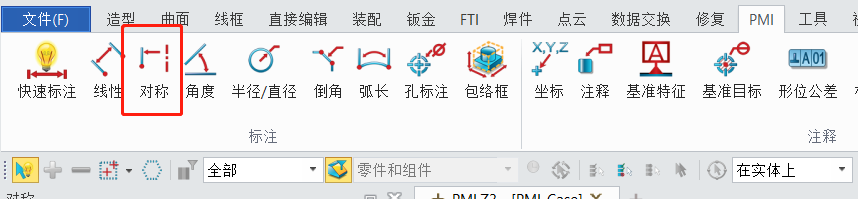 文件(F) 造型 曲面 线框 直接编辑 装配 钣金 FTI 焊件 点云 数据交换 修复 PMI 工具
X,Y,Z A A 01
快速标注 线性 对称 角度 半径/直径 倒角 弧长 孔标注 包络框 坐标 注释 基准特征 基准目标 形位公差
标注 注释
全部 零件和组件 在实体上